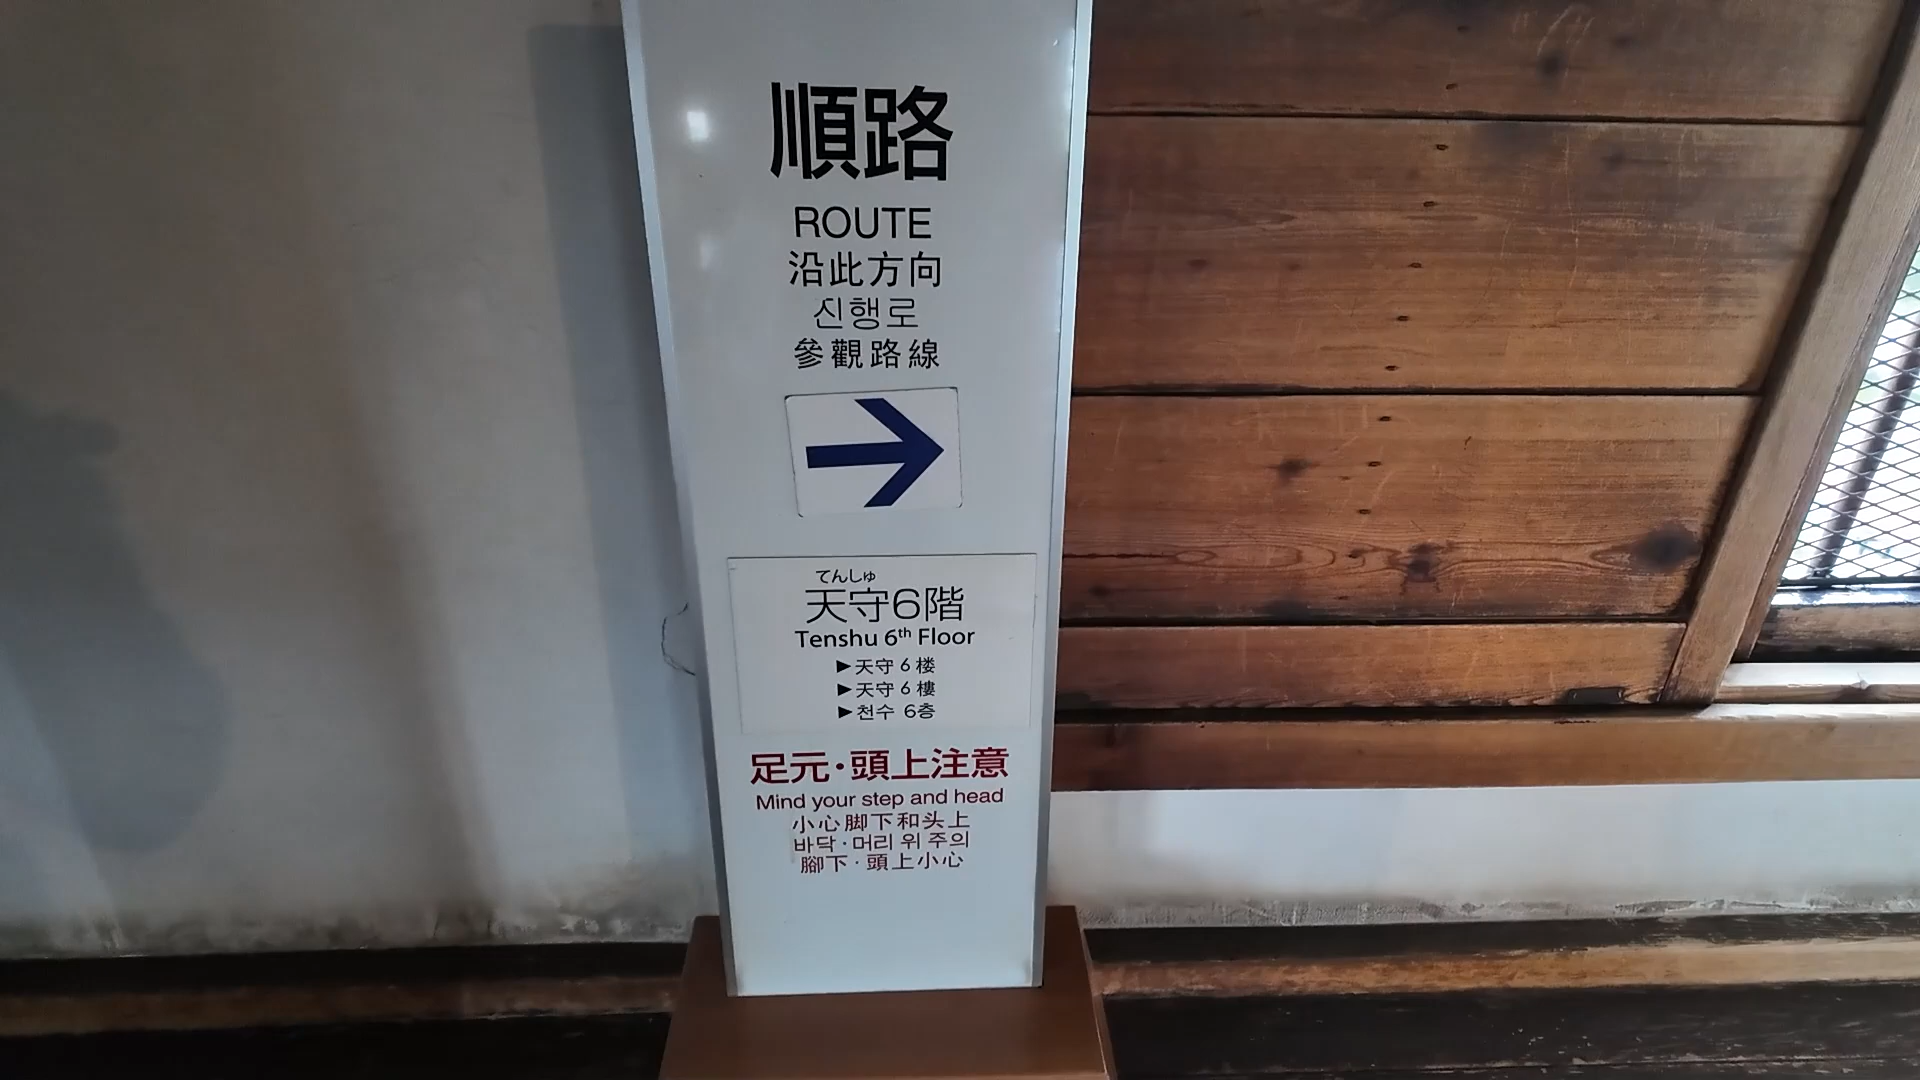 順路
ROUTE
沿此方向
진행로
參觀路線
てんしゅ
天守6階
Tenshu 6th Floor
▶天守 6 楼
▶天守 6 樓
▶천수 6층
足元・頭上注意
Mind your step and head
小心脚下和头上
바닥・머리 위 주의
腳下・頭上小心